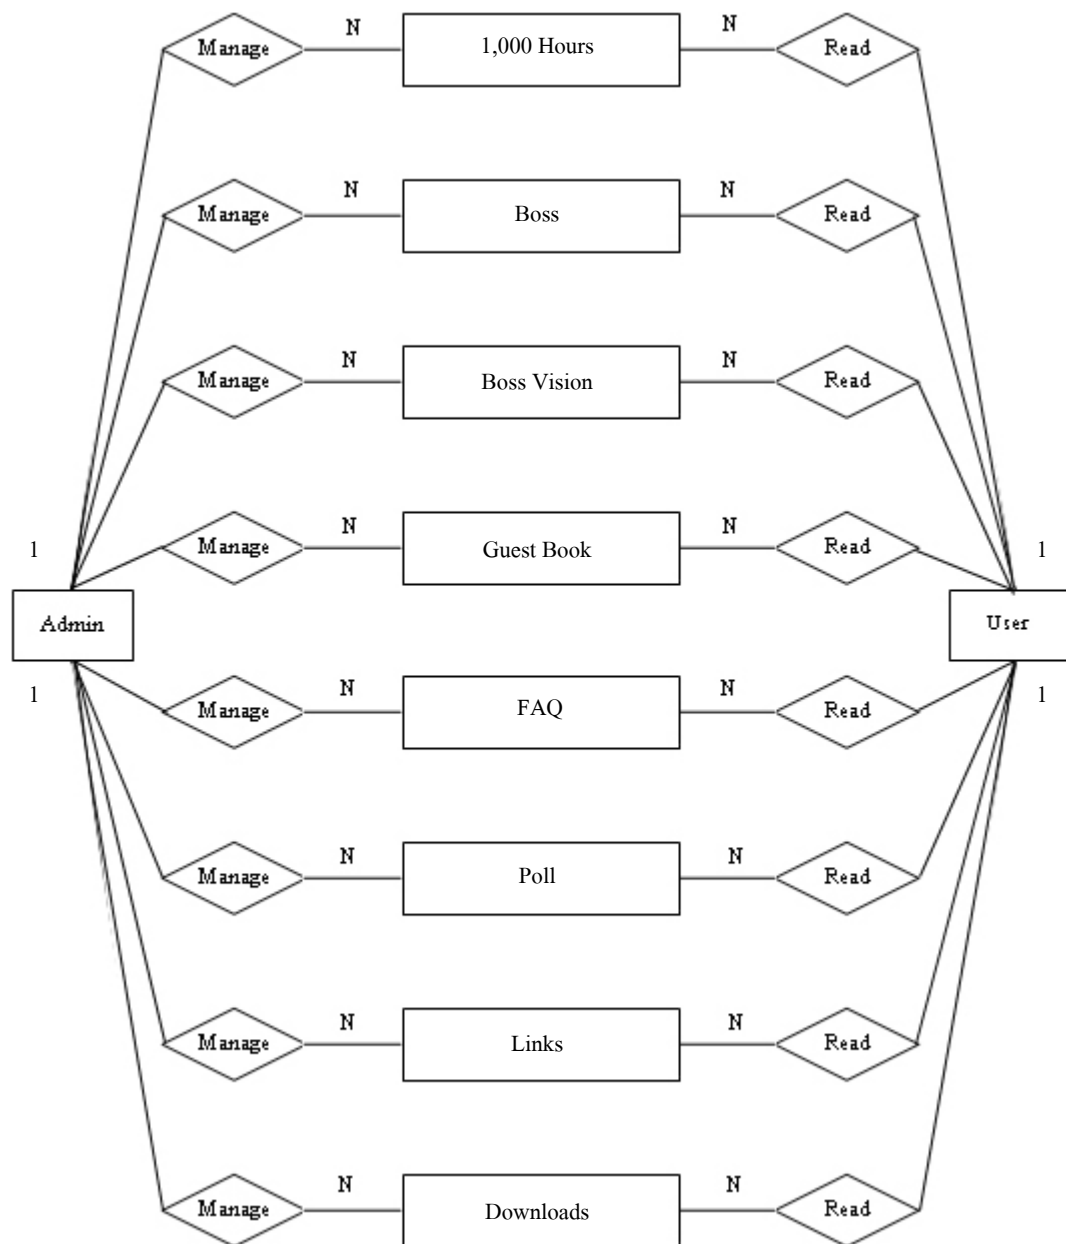 Manage N 1,000 Hours N Read
Manage N Boss N Read
Manage N Boss Vision N Read
Manage N Guest Book N Read
1 1
Admin User
1 1
Manage N FAQ N Read
Manage N Poll N Read
Manage N Links N Read
Manage N Downloads N Read